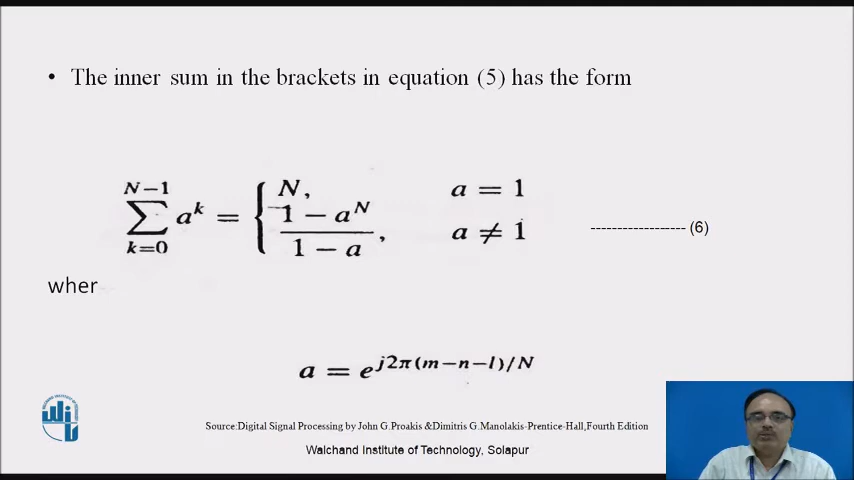 • The inner sum in the brackets in equation (5) has the form
N−1
∑ a^k = { N, a = 1
k=0
1 − a^N / 1 − a, a ≠ 1 ------------------ (6)
wher
a = e^{j2π(m−n−l)/N}
Source:Digital Signal Processing by John G.Proakis &Dimitris G.Manolakis-Prentice-Hall,Fourth Edition
Walchand Institute of Technology, Solapur